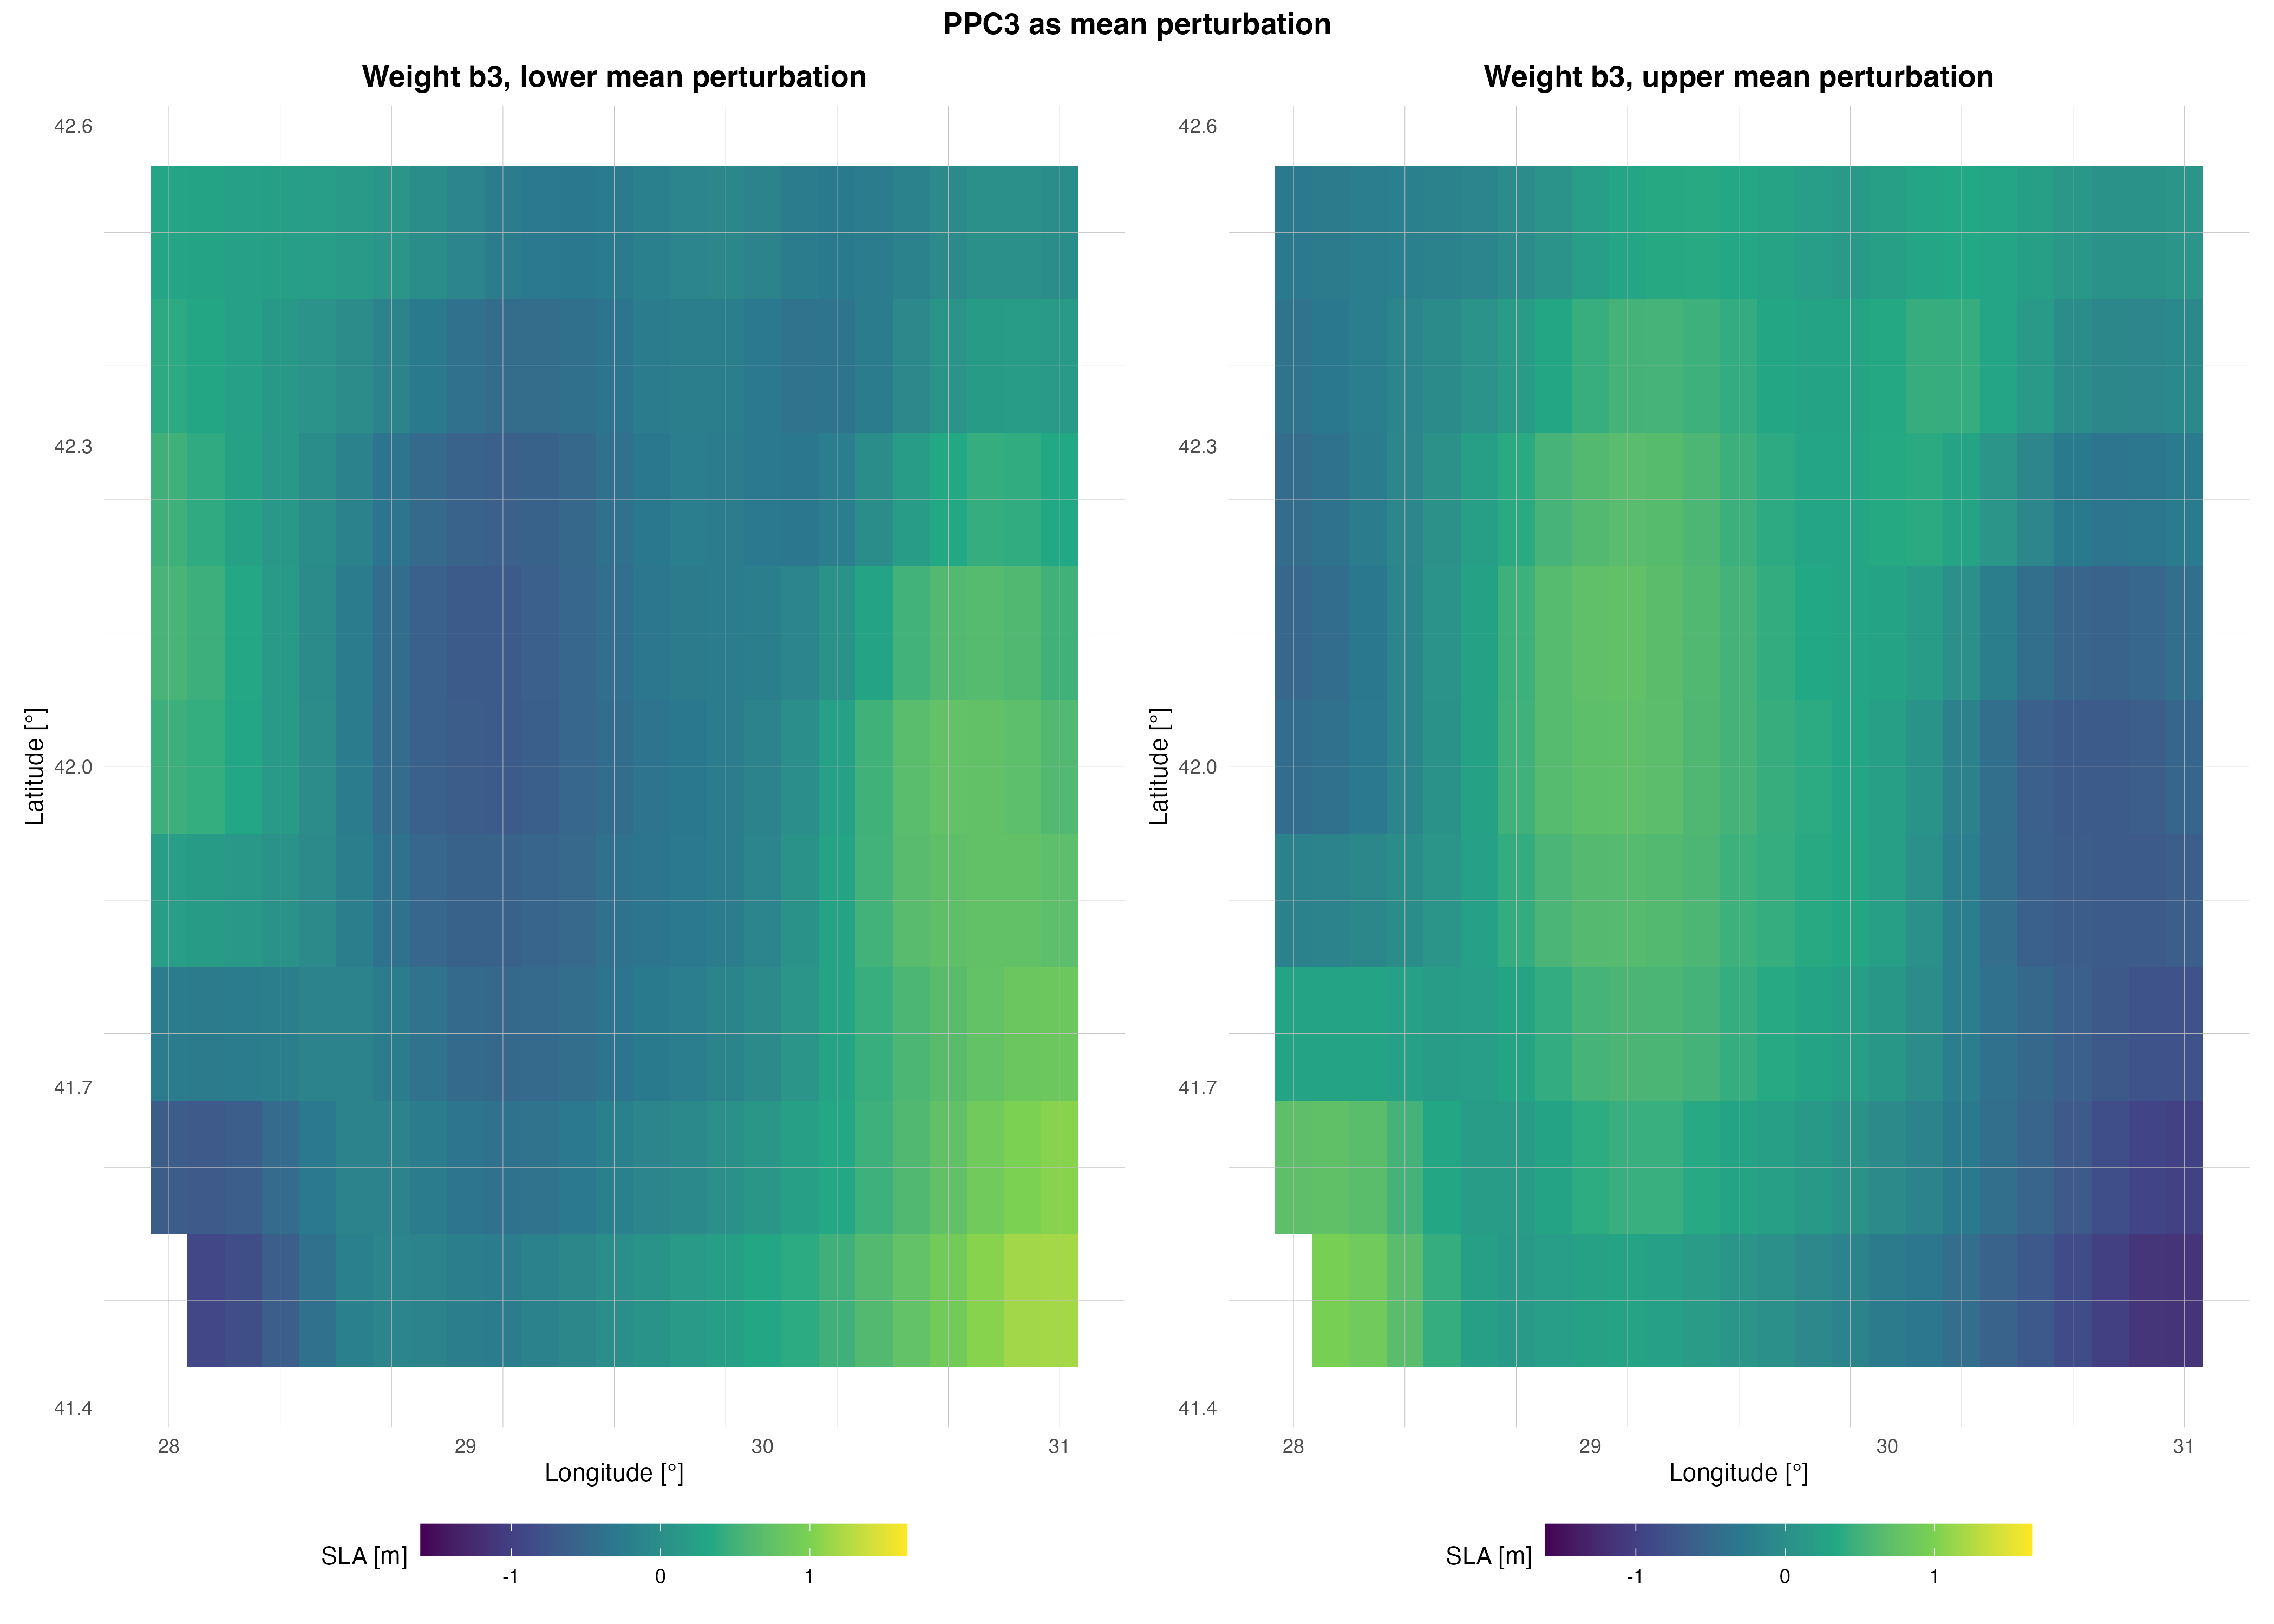 PPC3 as mean perturbation
Weight b3, lower mean perturbation
42.6
42.3
42.0
41.7
41.4
Latitude [°]
28 29 30 31
Longitude [°]
SLA [m]
-1 0 1
Weight b3, upper mean perturbation
42.6
42.3
42.0
41.7
41.4
Latitude [°]
28 29 30 31
Longitude [°]
SLA [m]
-1 0 1